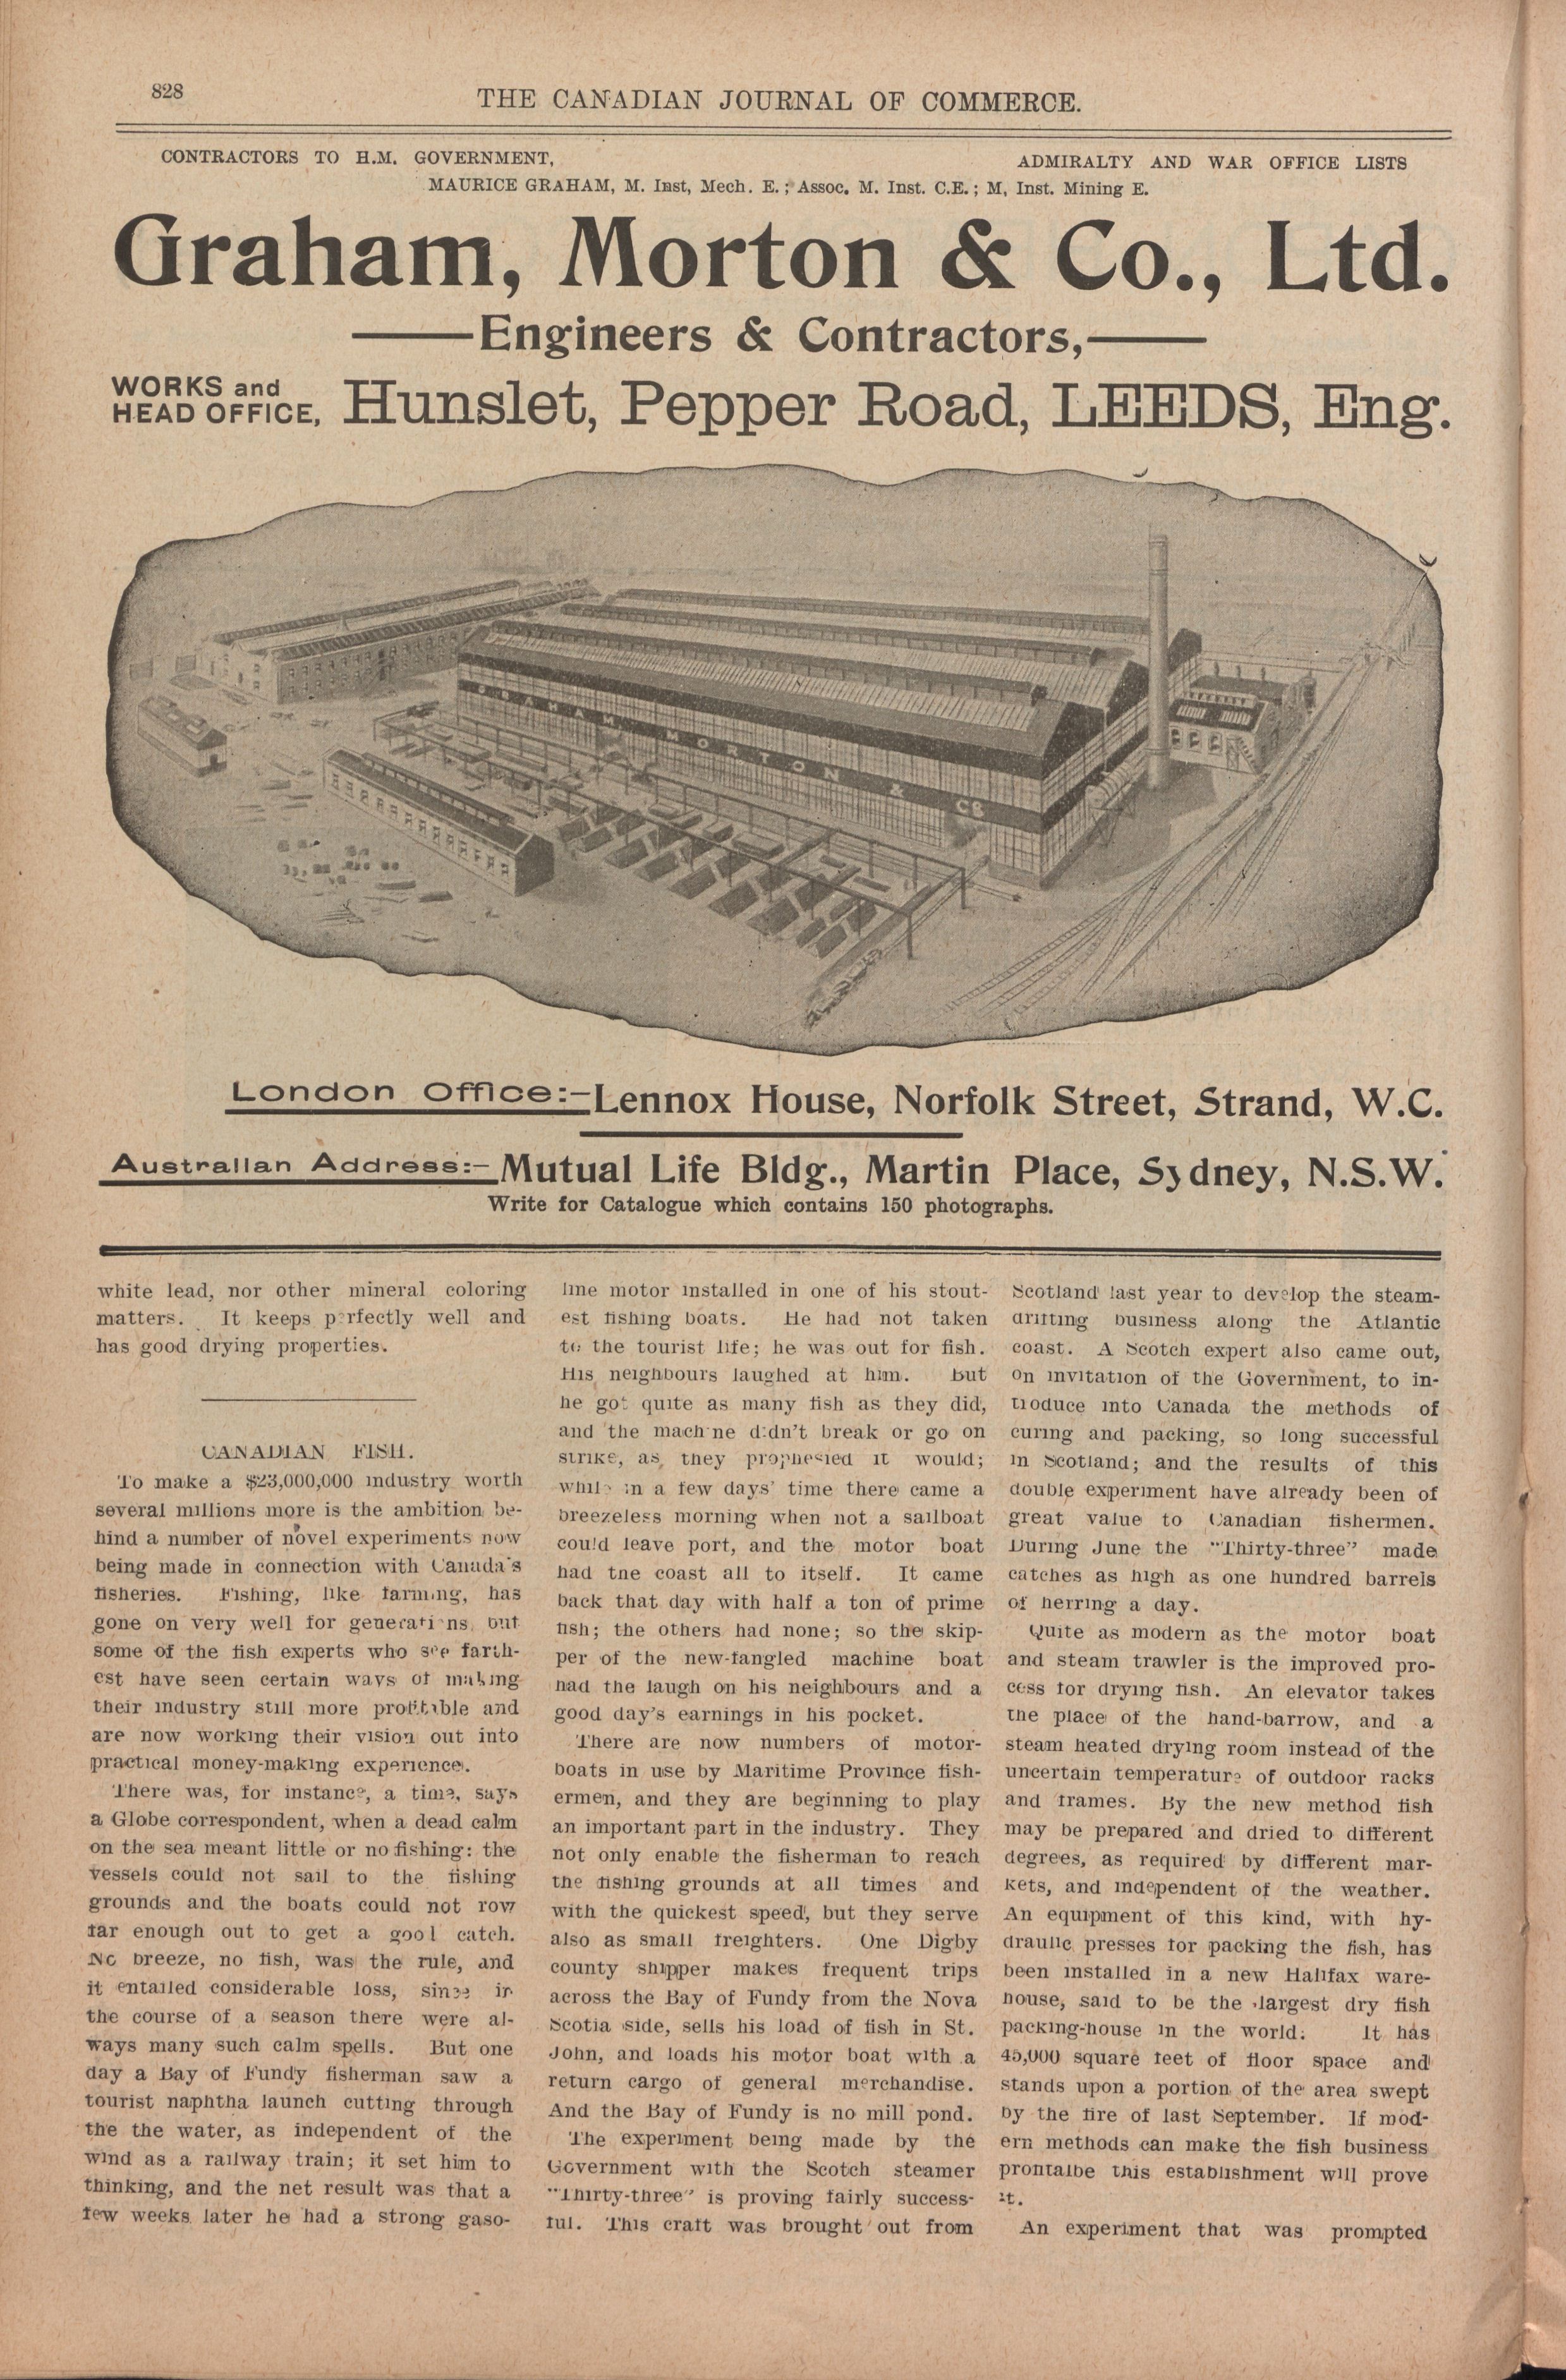 828
THE CANADIAN JOURNAL OF COMMERCE.
CONTRACTORS TO H.M. GOVERNMENT,
ADMIRALTY AND WAR OFFICE LISTS
MAURICE GRAHAM, M. Inst, Mech. E.; Assoc. M. Inst. C.E.; M, Inst. Mining E.
Graham, Morton & Co., Ltd.
Engineers & Contractors,
WORKS and
HEAD OFFICE,
Hunslet, Pepper Road, LEEDS, Eng.
GRAHAM, MORTON & Co
London Office:-Lennox House, Norfolk Street, Strand, W.C.
Australian Address:-Mutual Life Bldg., Martin Place, Sydney, N.S.W.
Write for Catalogue which contains 150 photographs.
white lead, nor other mineral coloring
matters. It keeps perfectly well and
has good drying properties.
CANADIAN FISH.
To make a $23,000,000 industry worth
several millions more is the ambition be-
hind a number of novel experiments now
being made in connection with Canada's
fisheries. Fishing, like farming, has
gone on very well for generations, but
some of the fish experts who see farth-
est have seen certain ways of making
their industry still more profitable and
are now working their vision out into
practical money-making experience.
There was, for instance, a time, says
a Globe correspondent, when a dead calm
on the sea meant little or no fishing: the
vessels could not sail to the fishing
grounds and the boats could not row
far enough out to get a good catch.
No breeze, no fish, was the rule, and
it entailed considerable loss, since in
the course of a season there were al-
ways many such calm spells. But one
day a Bay of Fundy fisherman saw a
tourist naphtha launch cutting through
the the water, as independent of the
wind as a railway train; it set him to
thinking, and the net result was that a
few weeks later he had a strong gaso-
line motor installed in one of his stout-
est fishing boats. He had not taken
to the tourist life; he was out for fish.
His neighbours laughed at him. But
he got quite as many fish as they did,
and the machine didn't break or go on
strike, as they prophesied it would;
while in a few days' time there came a
breezeless morning when not a sailboat
could leave port, and the motor boat
had the coast all to itself. It came
back that day with half a ton of prime
fish; the others had none; so the skip-
per of the new-fangled machine boat
had the laugh on his neighbours and a
good day's earnings in his pocket.
There are now numbers of motor-
boats in use by Maritime Province fish-
ermen, and they are beginning to play
an important part in the industry. They
not only enable the fisherman to reach
the fishing grounds at all times and
with the quickest speed, but they serve
also as small freighters. One Digby
county shipper makes frequent trips
across the Bay of Fundy from the Nova
Scotia side, sells his load of fish in St.
John, and loads his motor boat with a
return cargo of general merchandise.
And the Bay of Fundy is no mill pond.
The experiment being made by the
Government with the Scotch steamer
"Thirty-three" is proving fairly success-
ful. This craft was brought out from
Scotland last year to develop the steam-
drifting business along the Atlantic
coast. A Scotch expert also came out,
on invitation of the Government, to in-
troduce into Canada the methods of
curing and packing, so long successful
in Scotland; and the results of this
double experiment have already been of
great value to Canadian fishermen.
During June the "Thirty-three" made
catches as high as one hundred barrels
of herring a day.
Quite as modern as the motor boat
and steam trawler is the improved pro-
cess for drying fish. An elevator takes
the place of the hand-barrow, and a
steam heated drying room instead of the
uncertain temperature of outdoor racks
and frames. By the new method fish
may be prepared and dried to different
degrees, as required by different mar-
kets, and independent of the weather.
An equipment of this kind, with hy-
draulic presses for packing the fish, has
been installed in a new Halifax ware-
house, said to be the largest dry fish
packing-house in the world. It has
45,000 square feet of floor space and
stands upon a portion of the area swept
by the fire of last September. If mod-
ern methods can make the fish business
profitalbe this establishment will prove
it.
An experiment that was prompted